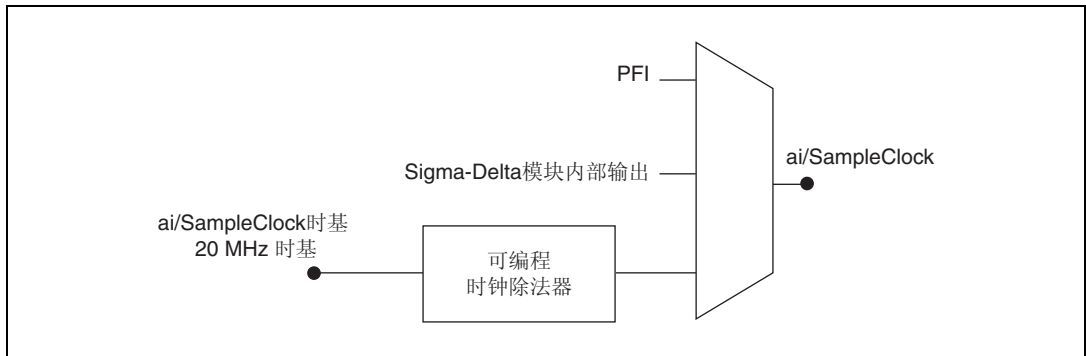 PFI
Sigma-Delta模块内部输出
ai/SampleClock
ai/SampleClock时基
20 MHz 时基
可编程
时钟除法器